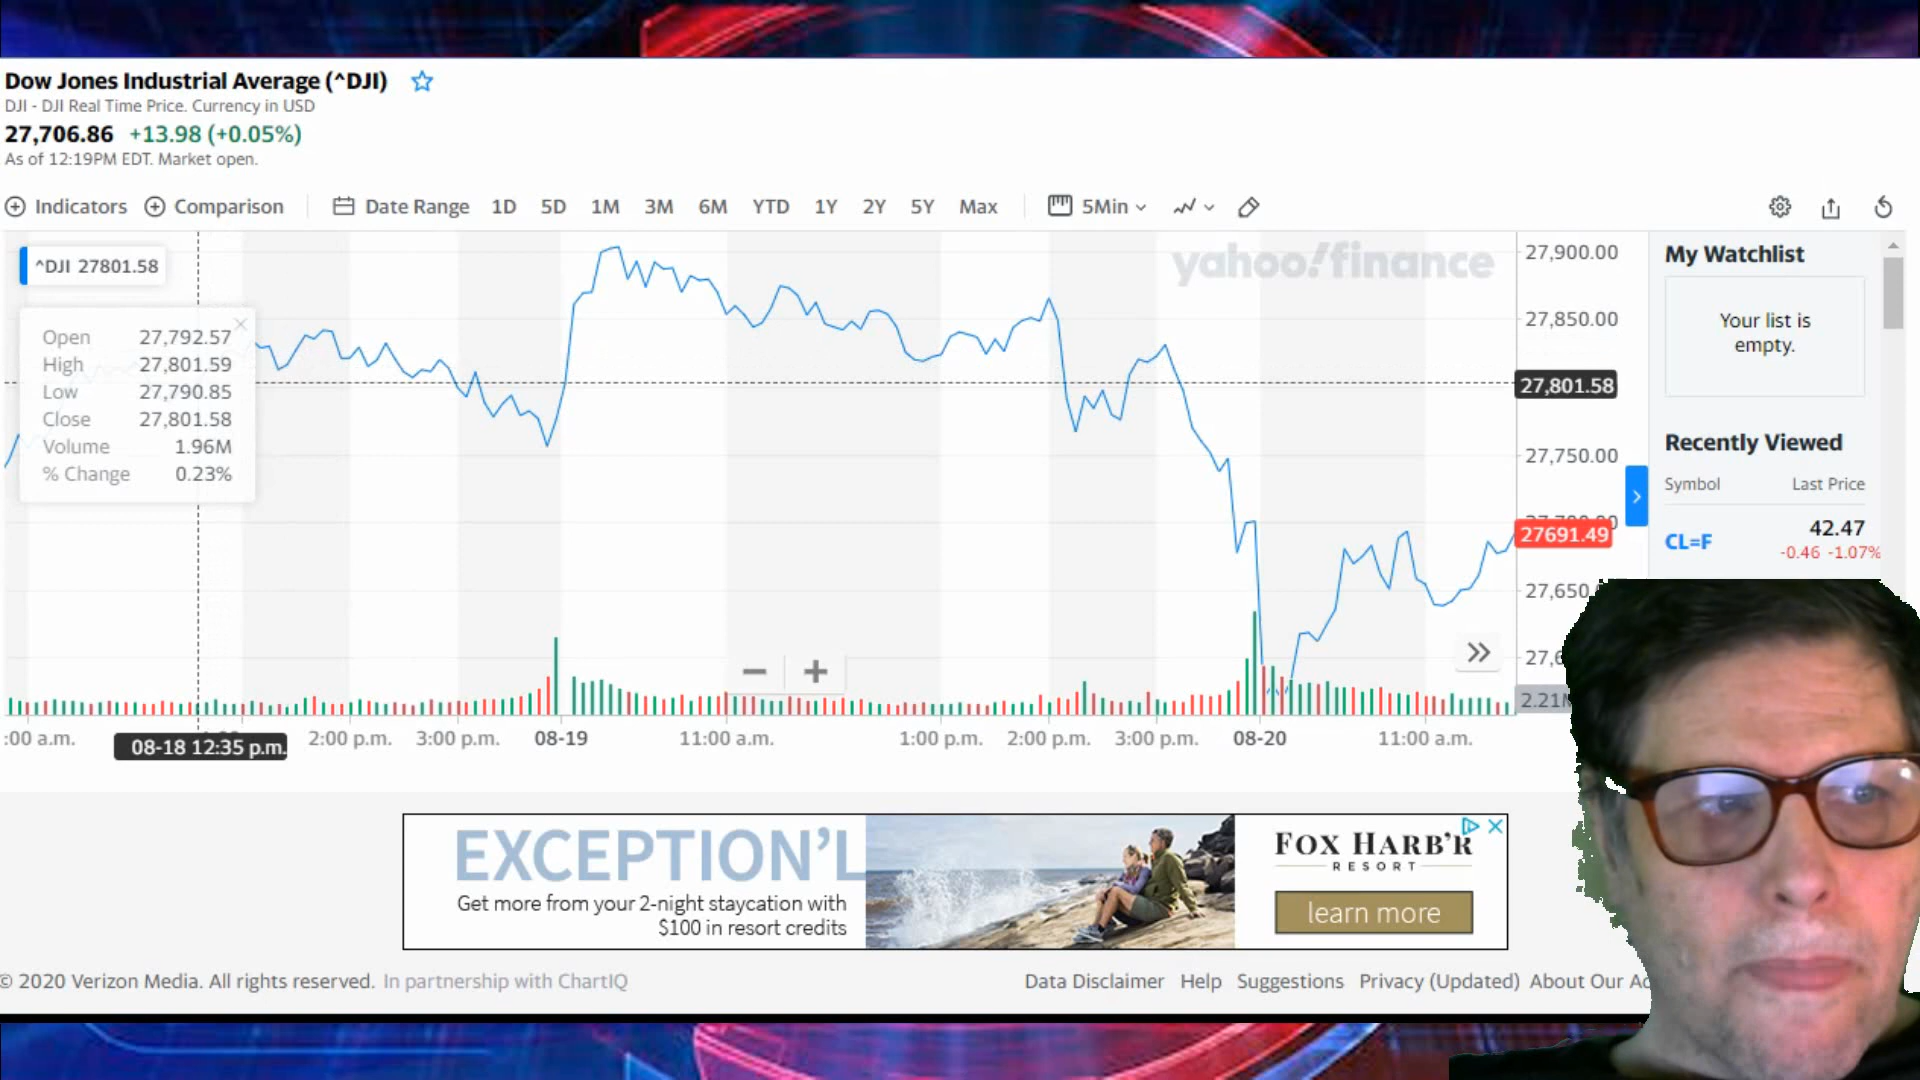 Dow Jones Industrial Average (^DJI)
DJI - DJI Real Time Price. Currency in USD
27,706.86 +13.98 (+0.05%)
As of 12:19PM EDT. Market open.
Indicators Comparison Date Range 1D 5D 1M 3M 6M YTD 1Y 2Y 5Y Max 5Min
^DJI 27801.58
yahoo!finance
Open 27,792.57
High 27,801.59
Low 27,790.85
Close 27,801.58
Volume 1.96M
% Change 0.23%
27,900.00
27,850.00
27,801.58
27,750.00
27691.49
27,650
27,6
2.21
:00 a.m. 08-18 12:35 p.m. 2:00 p.m. 3:00 p.m. 08-19 11:00 a.m. 1:00 p.m. 2:00 p.m. 3:00 p.m. 08-20 11:00 a.m.
My Watchlist
Your list is
empty.
Recently Viewed
Symbol Last Price
CL=F 42.47
-0.46 -1.07%
EXCEPTION'L
Get more from your 2-night staycation with
$100 in resort credits
FOX HARB'R
RESORT
learn more
© 2020 Verizon Media. All rights reserved. In partnership with ChartIQ
Data Disclaimer Help Suggestions Privacy (Updated) About Our